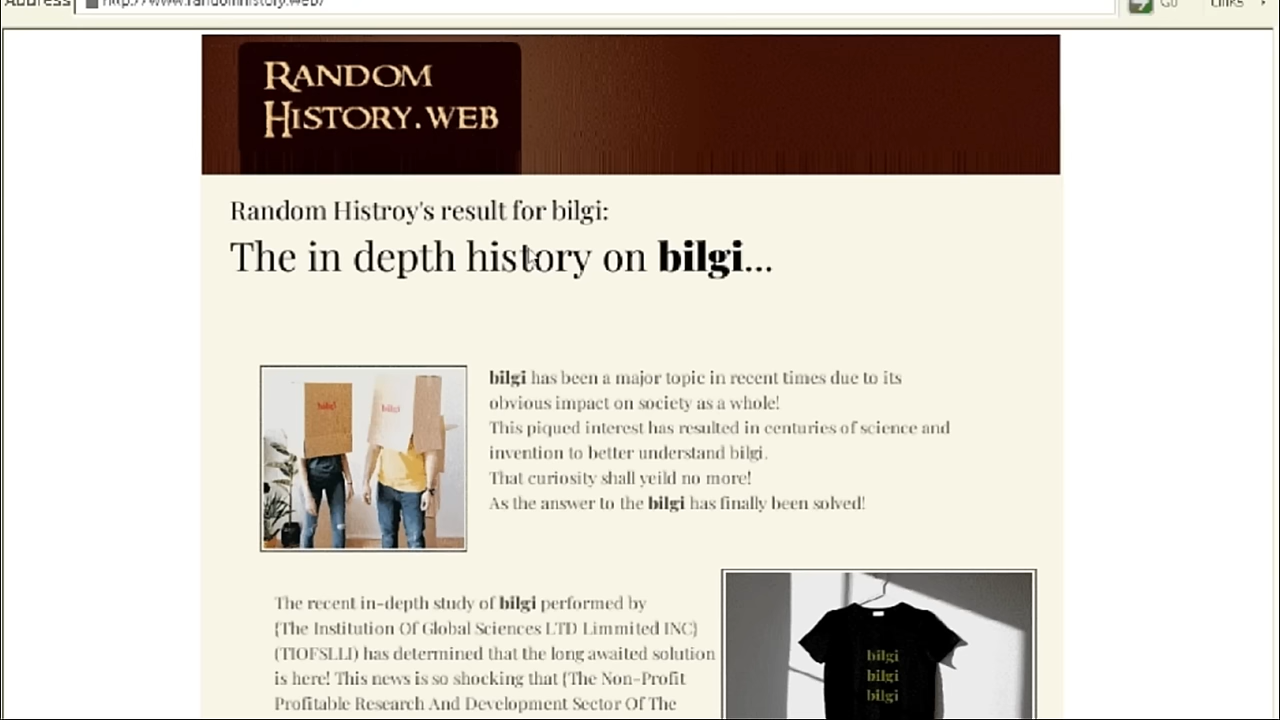 Address http://www.randomhistory.web/ Go Links
Random
History.web
Random Histroy's result for bilgi:
The in depth history on bilgi...
bilgi has been a major topic in recent times due to its
obvious impact on society as a whole!
This piqued interest has resulted in centuries of science and
invention to better understand bilgi.
That curiosity shall yeild no more!
As the answer to the bilgi has finally been solved!
bilgi bilgi
The recent in-depth study of bilgi performed by
(The Institution Of Global Sciences LTD Limmited INC)
(TIOFSLLI) has determined that the long awaited solution
is here! This news is so shocking that (The Non-Profit
Profitable Research And Development Sector Of The
bilgi
bilgi
bilgi